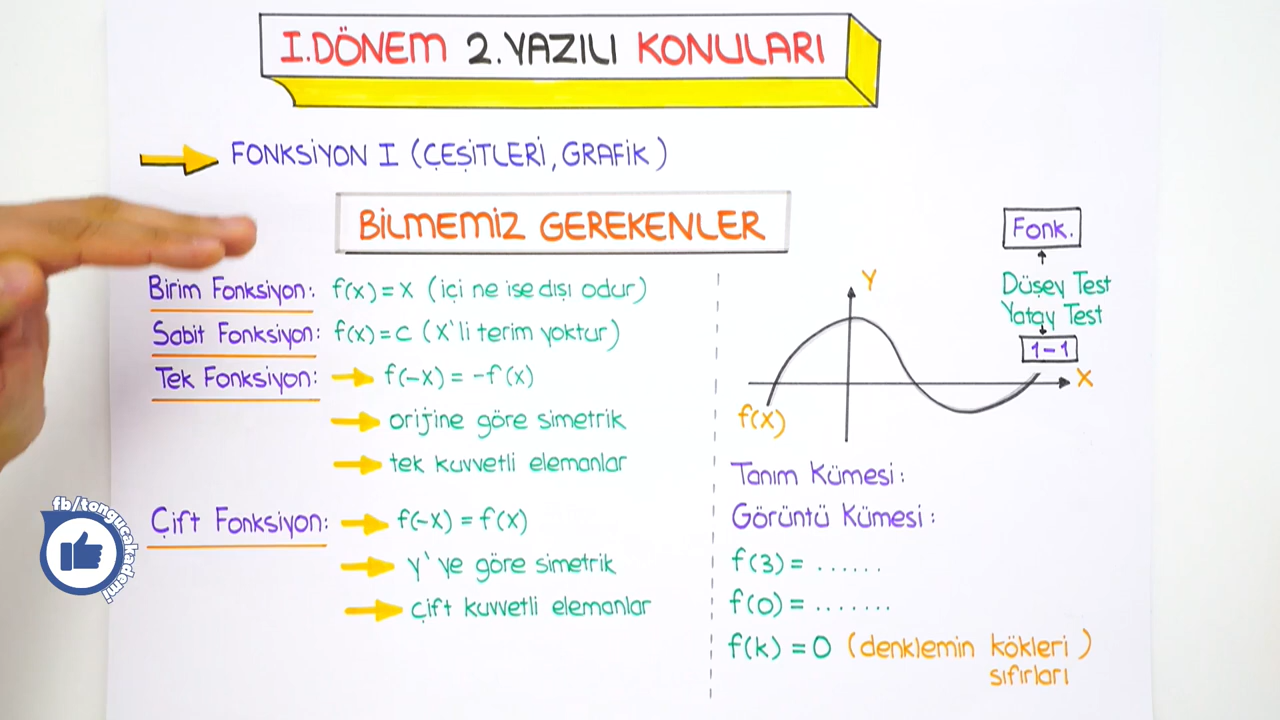 I.DÖNEM 2.YAZILI KONULARI
FONKSİYON I (ÇEŞİTLERİ, GRAFİK)
BİLMEMİZ GEREKENLER
Birim Fonksiyon: f(x) = x (içi ne ise dışı odur)
Sabit Fonksiyon: f(x) = c (x'li terim yoktur)
Tek Fonksiyon: f(-x) = -f(x)
orijine göre simetrik
tek kuvvetli elemanlar
Çift Fonksiyon: f(-x) = f(x)
y'ye göre simetrik
çift kuvvetli elemanlar
Fonk.
Düşey Test
Yatay Test
1-1
Y
X
f(x)
Tanım Kümesi:
Görüntü Kümesi:
f(3) = ......
f(0) = .......
f(k) = 0 (denklemin kökleri)
sıfırları
fb/tongucakademi